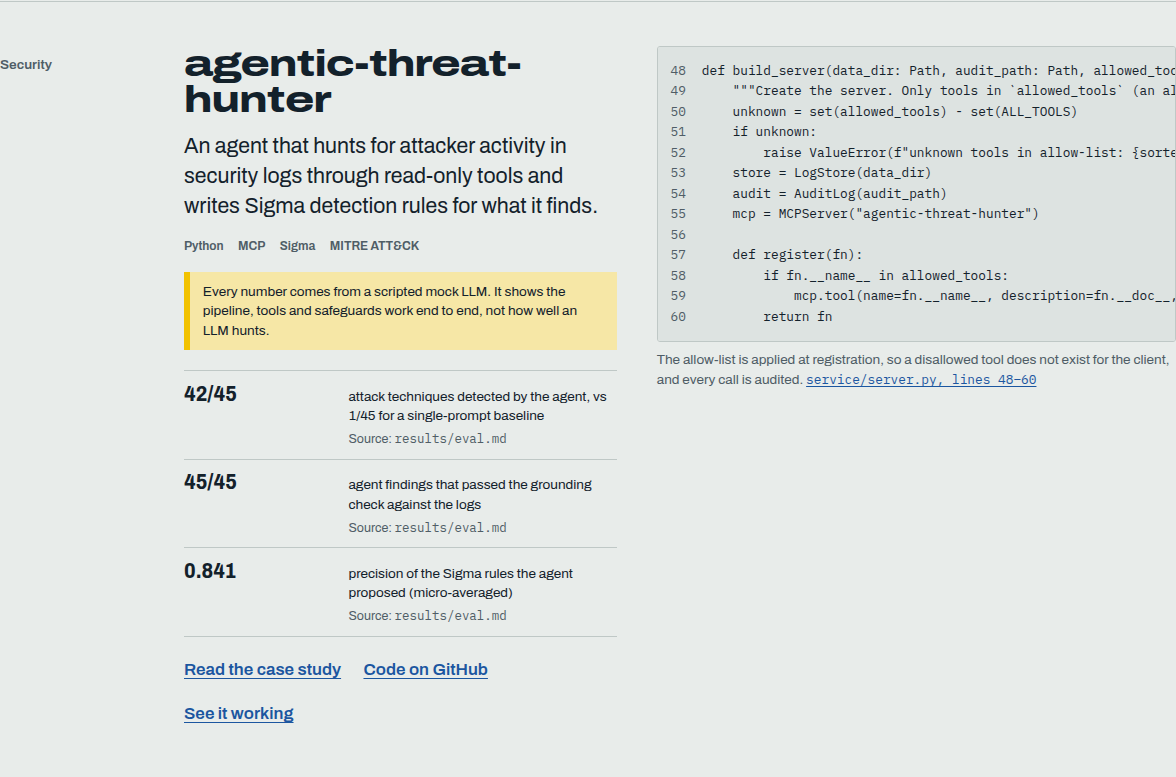 Security
agentic-threat-
hunter
An agent that hunts for attacker activity in
security logs through read-only tools and
writes Sigma detection rules for what it finds.
Python MCP Sigma MITRE ATT&CK
Every number comes from a scripted mock LLM. It shows the
pipeline, tools and safeguards work end to end, not how well an
LLM hunts.
42/45
attack techniques detected by the agent, vs
1/45 for a single-prompt baseline
Source: results/eval.md
45/45
agent findings that passed the grounding
check against the logs
Source: results/eval.md
0.841
precision of the Sigma rules the agent
proposed (micro-averaged)
Source: results/eval.md
Read the case study Code on GitHub
See it working
48 def build_server(data_dir: Path, audit_path: Path, allowed_too
49 """Create the server. Only tools in `allowed_tools` (an al
50 unknown = set(allowed_tools) - set(ALL_TOOLS)
51 if unknown:
52 raise ValueError(f"unknown tools in allow-list: {sorte
53 store = LogStore(data_dir)
54 audit = AuditLog(audit_path)
55 mcp = MCPServer("agentic-threat-hunter")
56
57 def register(fn):
58 if fn.__name__ in allowed_tools:
59 mcp.tool(name=fn.__name__, description=fn.__doc__,
60 return fn
The allow-list is applied at registration, so a disallowed tool does not exist for the client,
and every call is audited. service/server.py, lines 48–60